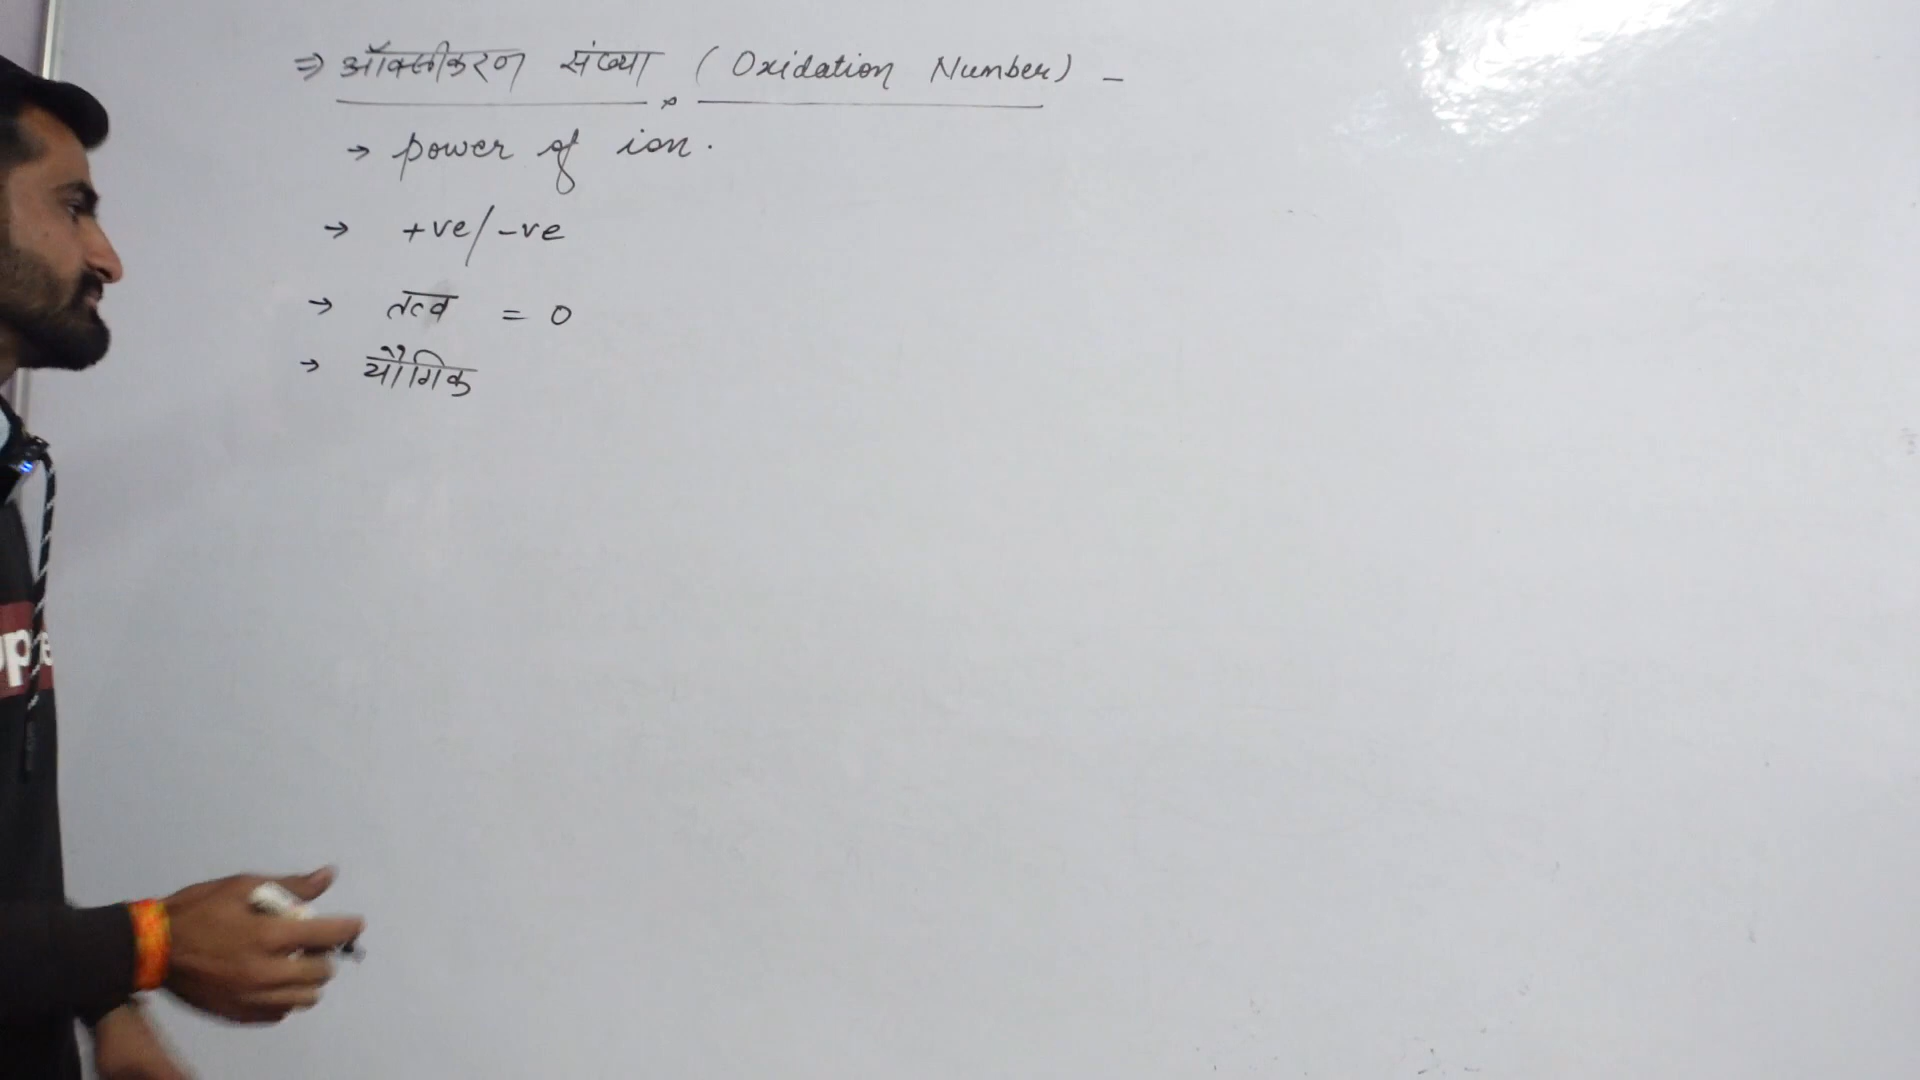 ⇒ ऑक्सीकरण संख्या (Oxidation Number) -
→ power of ion.
→ +ve/-ve
→ तत्व = 0
→ यौगिक